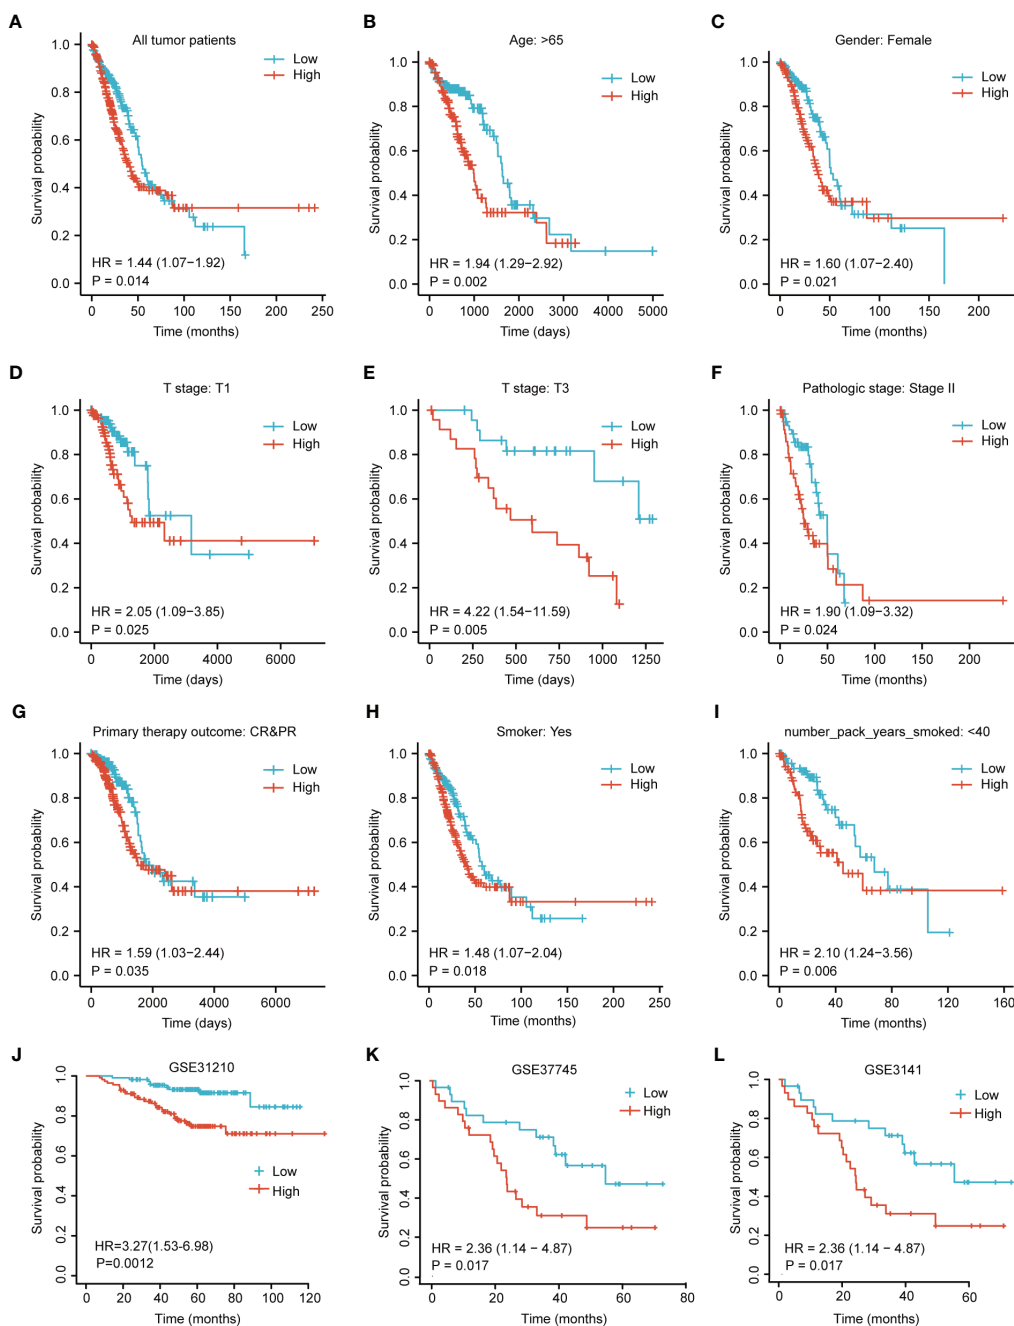 A
All tumor patients
Survival probability
1.0
0.8
0.6
0.4
0.2
0.0
Low
High
HR = 1.44 (1.07−1.92)
P = 0.014
0 50 100 150 200 250
Time (months)
B
Age: >65
Survival probability
1.0
0.8
0.6
0.4
0.2
0.0
Low
High
HR = 1.94 (1.29−2.92)
P = 0.002
0 1000 2000 3000 4000 5000
Time (days)
C
Gender: Female
Survival probability
1.0
0.8
0.6
0.4
0.2
0.0
Low
High
HR = 1.60 (1.07−2.40)
P = 0.021
0 50 100 150 200
Time (months)
D
T stage: T1
Survival probability
1.0
0.8
0.6
0.4
0.2
0.0
Low
High
HR = 2.05 (1.09−3.85)
P = 0.025
0 2000 4000 6000
Time (days)
E
T stage: T3
Survival probability
1.0
0.8
0.6
0.4
0.2
0.0
Low
High
HR = 4.22 (1.54−11.59)
P = 0.005
0 250 500 750 1000 1250
Time (days)
F
Pathologic stage: Stage II
Survival probability
1.0
0.8
0.6
0.4
0.2
0.0
Low
High
HR = 1.90 (1.09−3.32)
P = 0.024
0 50 100 150 200
Time (months)
G
Primary therapy outcome: CR&PR
Survival probability
1.0
0.8
0.6
0.4
0.2
0.0
Low
High
HR = 1.59 (1.03−2.44)
P = 0.035
0 2000 4000 6000
Time (days)
H
Smoker: Yes
Survival probability
1.0
0.8
0.6
0.4
0.2
0.0
Low
High
HR = 1.48 (1.07−2.04)
P = 0.018
0 50 100 150 200 250
Time (months)
I
number_pack_years_smoked: <40
Survival probability
1.0
0.8
0.6
0.4
0.2
0.0
Low
High
HR = 2.10 (1.24−3.56)
P = 0.006
0 40 80 120 160
Time (months)
J
GSE31210
Survival probability
1.0
0.8
0.6
0.4
0.2
0.0
Low
High
HR=3.27(1.53-6.98)
P=0.0012
0 20 40 60 80 100 120
Time (months)
K
GSE37745
Survival probability
1.0
0.8
0.6
0.4
0.2
0.0
Low
High
HR = 2.36 (1.14 − 4.87)
P = 0.017
0 20 40 60 80
Time (months)
L
GSE3141
Survival probability
1.0
0.8
0.6
0.4
0.2
0.0
Low
High
HR = 2.36 (1.14 − 4.87)
P = 0.017
0 20 40 60
Time (months)